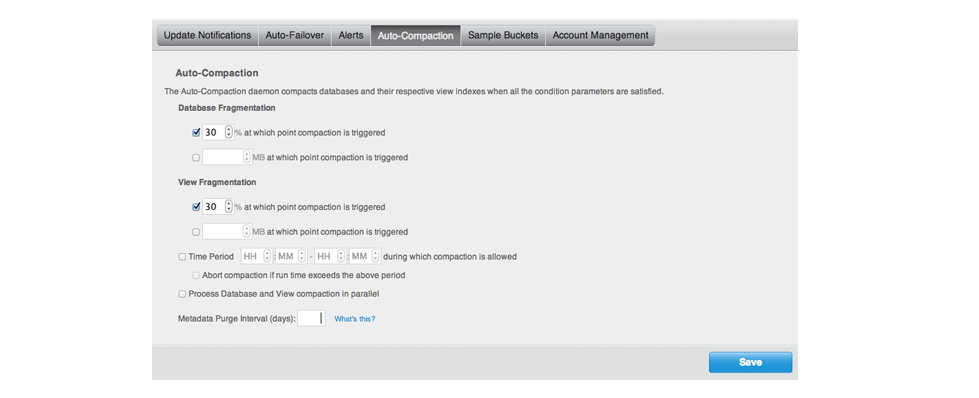 Update Notifications Auto-Failover Alerts Auto-Compaction Sample Buckets Account Management
Auto-Compaction
The Auto-Compaction daemon compacts databases and their respective view indexes when all the condition parameters are satisfied.
Database Fragmentation
30 % at which point compaction is triggered
MB at which point compaction is triggered
View Fragmentation
30 % at which point compaction is triggered
MB at which point compaction is triggered
Time Period HH : MM - HH : MM during which compaction is allowed
Abort compaction if run time exceeds the above period
Process Database and View compaction in parallel
Metadata Purge Interval (days): What's this?
Save